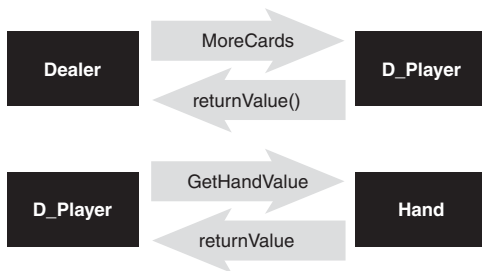 MoreCards
Dealer
D_Player
returnValue()
GetHandValue
D_Player
Hand
returnValue